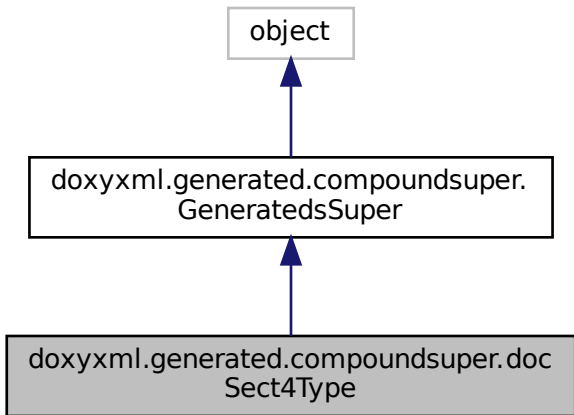 object
doxyxml.generated.compoundsuper.
GeneratedsSuper
doxyxml.generated.compoundsuper.doc
Sect4Type